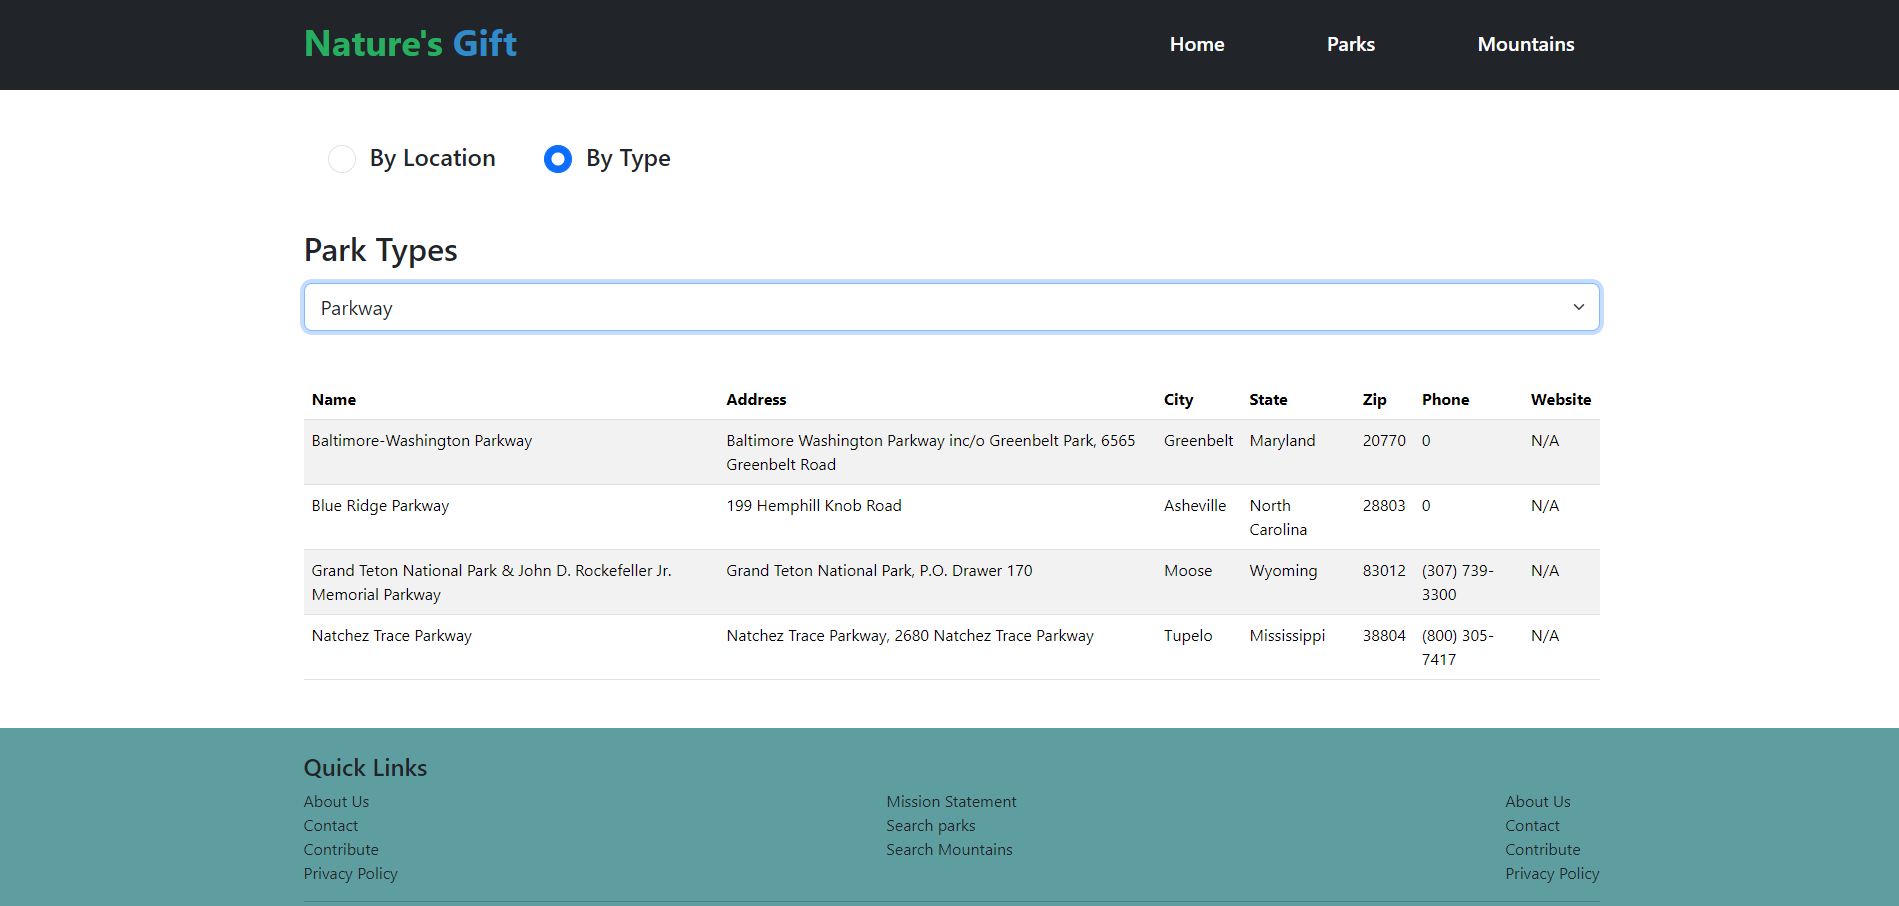 Nature's Gift Home Parks Mountains
By Location By Type
Park Types
Parkway
Name Address City State Zip Phone Website
Baltimore-Washington Parkway Baltimore Washington Parkway inc/o Greenbelt Park, 6565 Greenbelt Maryland 20770 0 N/A
Greenbelt Road
Blue Ridge Parkway 199 Hemphill Knob Road Asheville North 28803 0 N/A
Carolina
Grand Teton National Park & John D. Rockefeller Jr. Grand Teton National Park, P.O. Drawer 170 Moose Wyoming 83012 (307) 739- N/A
Memorial Parkway 3300
Natchez Trace Parkway Natchez Trace Parkway, 2680 Natchez Trace Parkway Tupelo Mississippi 38804 (800) 305- N/A
7417
Quick Links
About Us Mission Statement About Us
Contact Search parks Contact
Contribute Search Mountains Contribute
Privacy Policy Privacy Policy